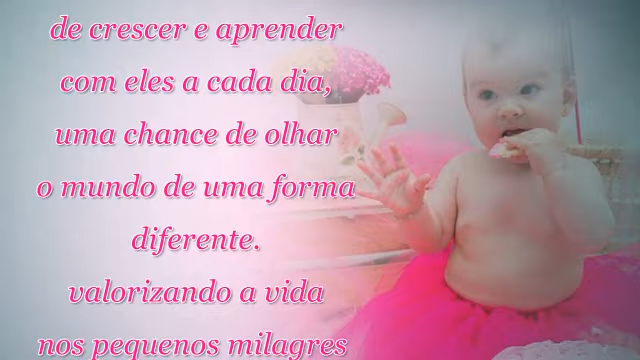 de crescer e aprender
com eles a cada dia,
uma chance de olhar
o mundo de uma forma
diferente.
valorizando a vida
nos pequenos milagres